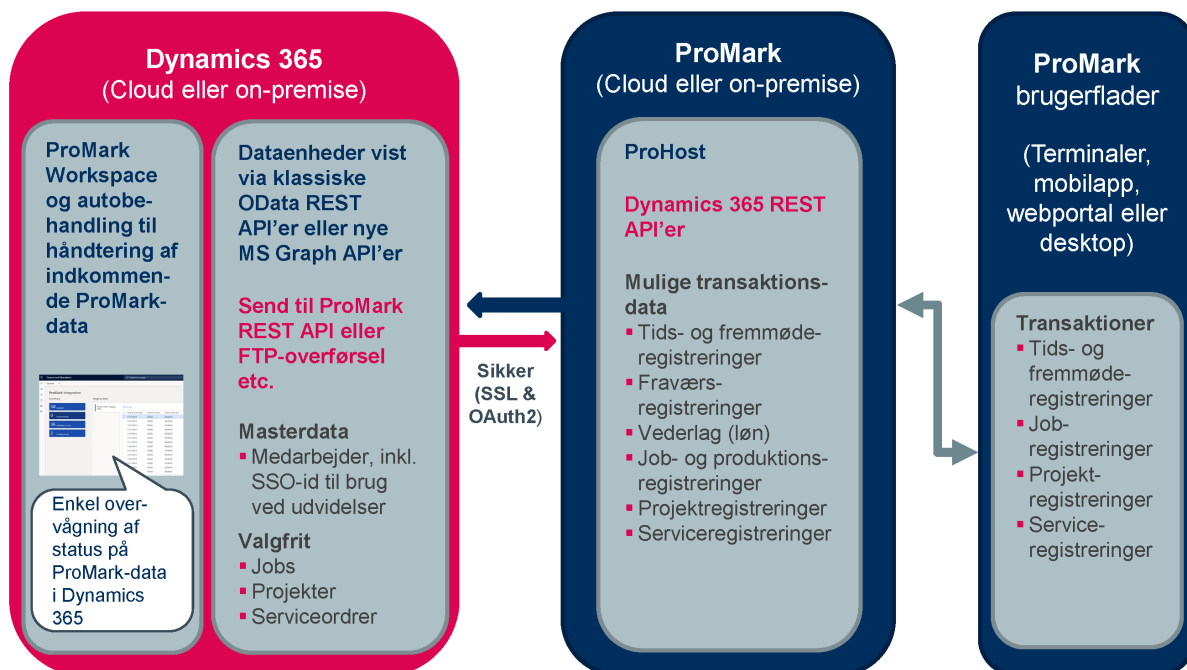 Dynamics 365
(Cloud eller on-premise)
ProMark
Workspace
og autobe-
handling til
håndtering af
indkommen-
de ProMark-
data
Enkel over-
vågning af
status på
ProMark-data
i Dynamics
365
Dataenheder vist
via klassiske
OData REST
API’er eller nye
MS Graph API’er
Send til ProMark
REST API eller
FTP-overførsel
etc.
Masterdata
▪ Medarbejder, inkl.
SSO-id til brug
ved udvidelser
Valgfrit
▪ Jobs
▪ Projekter
▪ Serviceordrer
Sikker
(SSL &
OAuth2)
ProMark
(Cloud eller on-premise)
ProHost
Dynamics 365 REST
API’er
Mulige transaktions-
data
▪ Tids- og fremmøde-
registreringer
▪ Fraværs-
registreringer
▪ Vederlag (løn)
▪ Job- og produktions-
registreringer
▪ Projektregistreringer
▪ Serviceregistreringer
ProMark
brugerflader
(Terminaler,
mobilapp,
webportal eller
desktop)
Transaktioner
▪ Tids- og
fremmøde-
registreringer
▪ Job-
registreringer
▪ Projekt-
registreringer
▪ Service-
registreringer